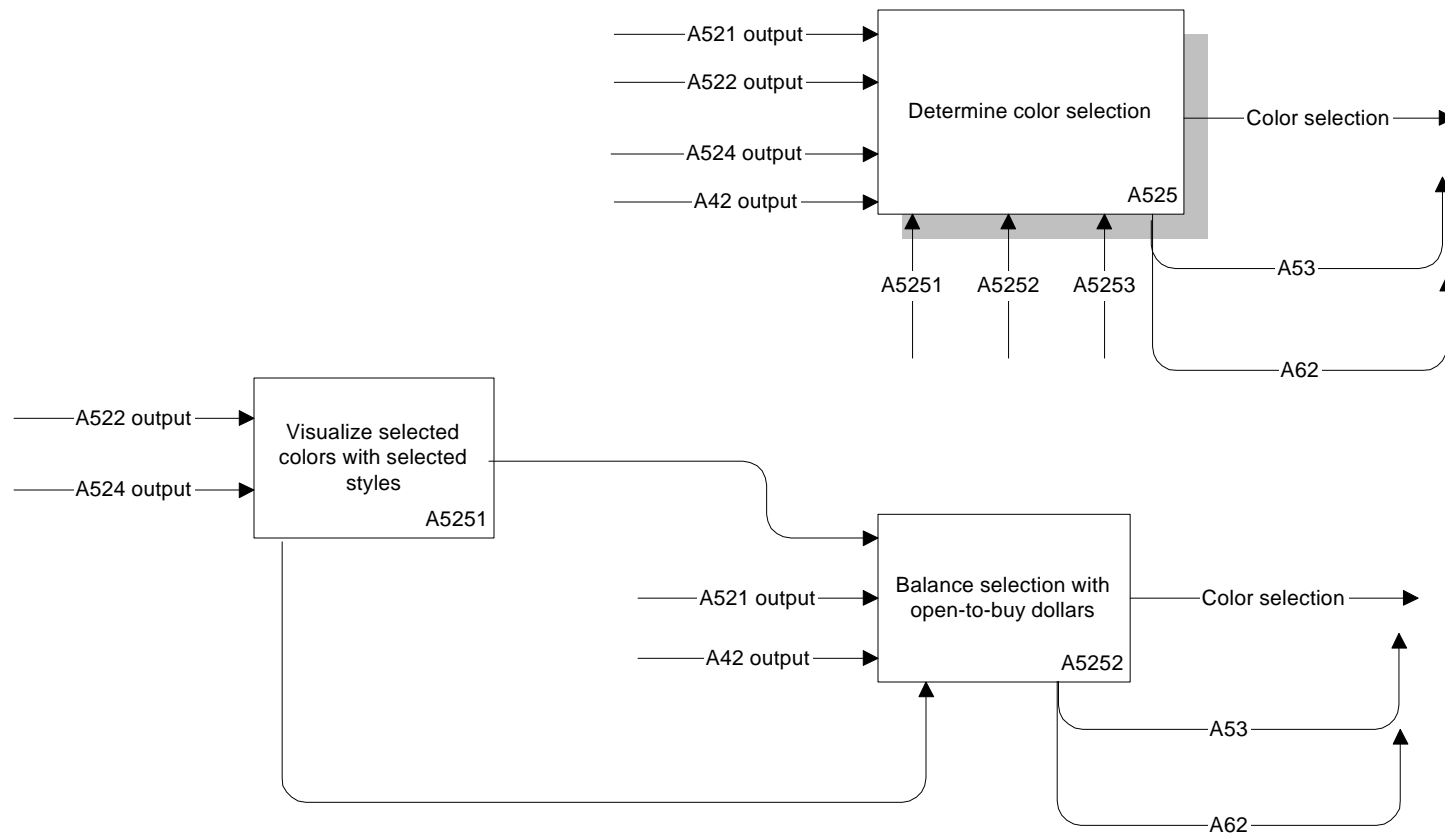 A521 output
A522 output
Determine color selection
Color selection
A524 output
A525
A42 output
A53
A5251
A5252
A5253
A62
A522 output
Visualize selected
colors with selected
styles
A524 output
A5251
A521 output
Balance selection with
open-to-buy dollars
Color selection
A42 output
A5252
A53
A62